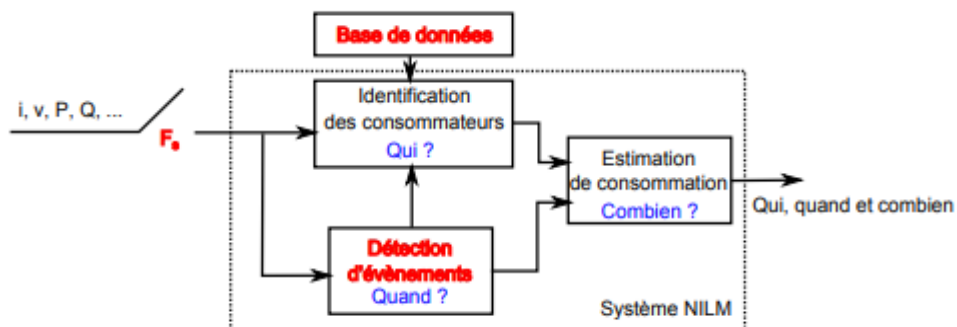 Base de données
i, v, P, Q, ...
Fs
Identification
des consommateurs
Qui ?
Estimation
de consommation
Combien ?
Qui, quand et combien
Détection
d'évènements
Quand ?
Système NILM